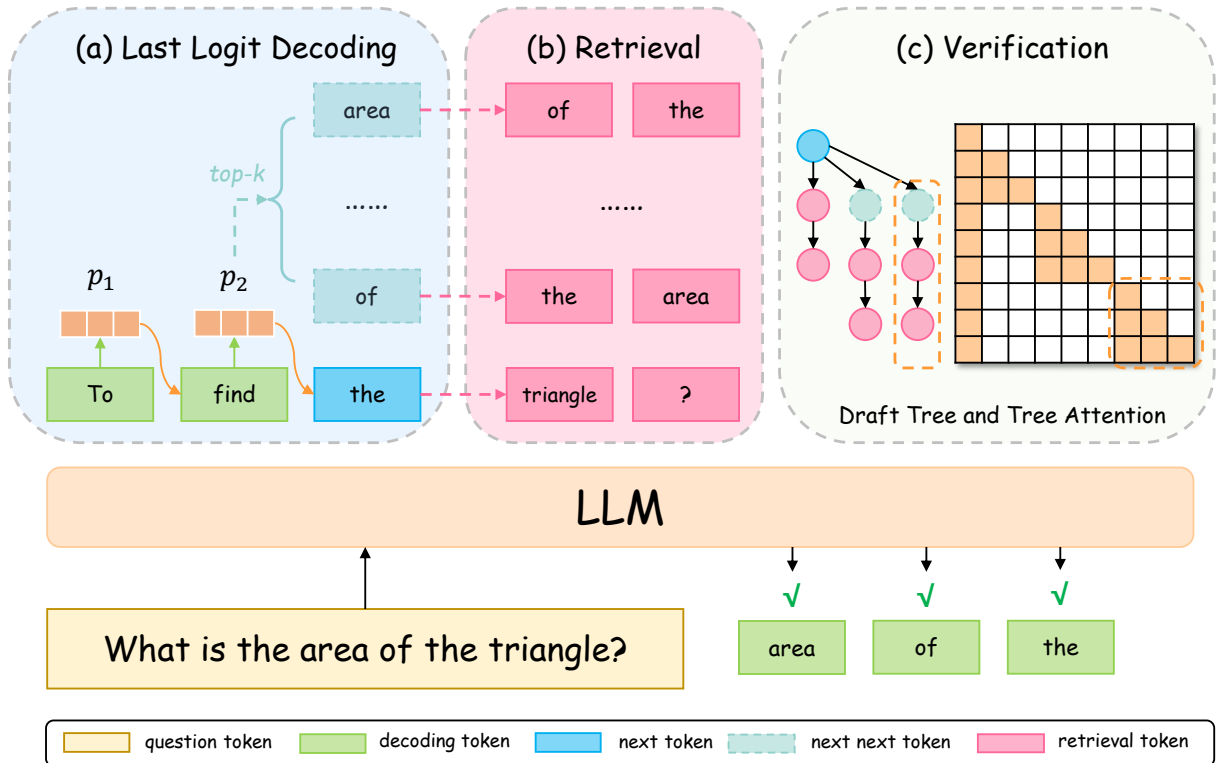 (a) Last Logit Decoding
area
top-k
......
p1
p2
of
To
find
the
(b) Retrieval
of
the
......
the
area
triangle
?
(c) Verification
Draft Tree and Tree Attention
LLM
What is the area of the triangle?
√
√
√
area
of
the
question token
decoding token
next token
next next token
retrieval token